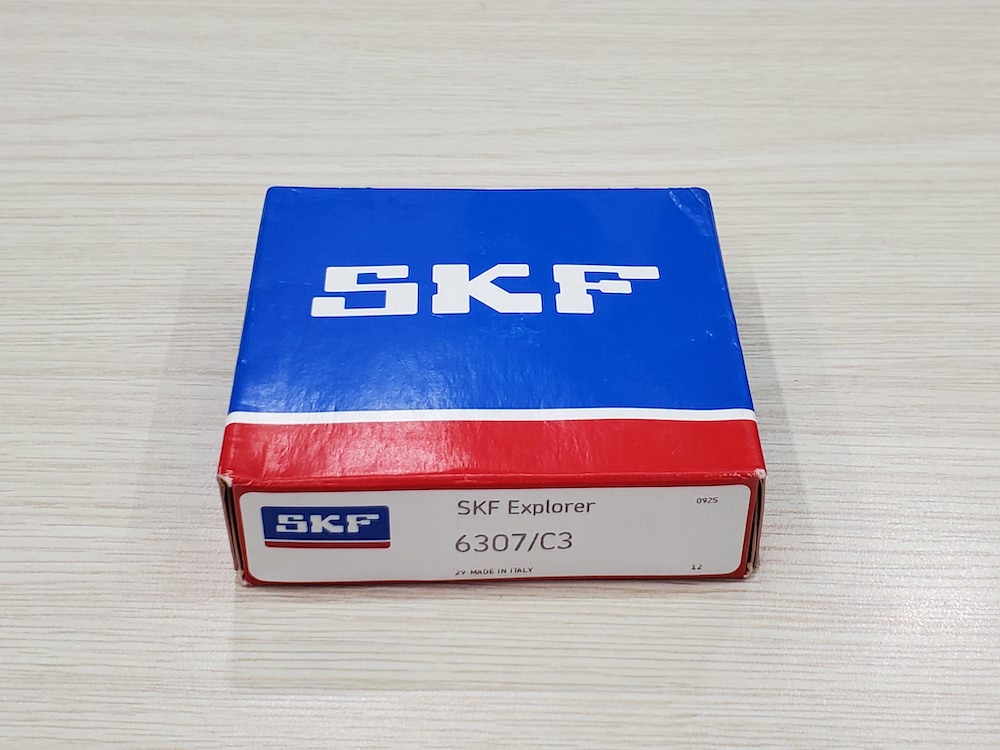 SKF
SKF
SKF Explorer
0925
6307/C3
29-MADE IN ITALY
12